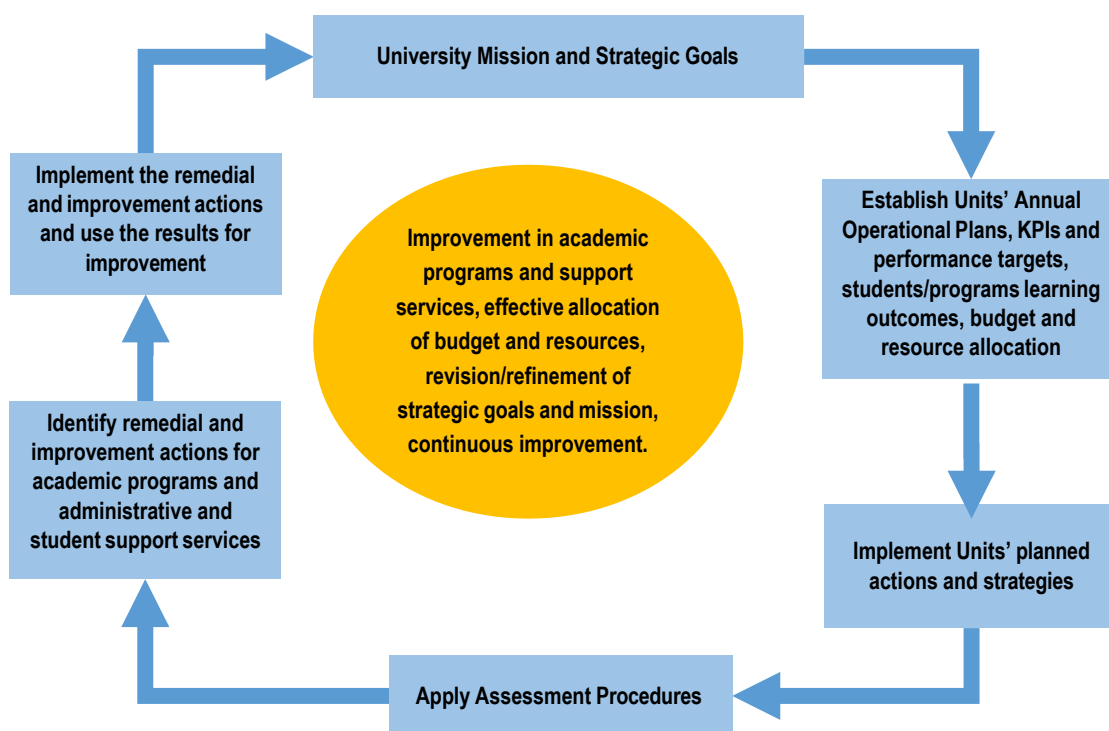 University Mission and Strategic Goals
Establish Units’ Annual
Operational Plans, KPIs and
performance targets,
students/programs learning
outcomes, budget and
resource allocation
Implement Units’ planned
actions and strategies
Apply Assessment Procedures
Identify remedial and
improvement actions for
academic programs and
administrative and
student support services
Implement the remedial
and improvement actions
and use the results for
improvement
Improvement in academic
programs and support
services, effective allocation
of budget and resources,
revision/refinement of
strategic goals and mission,
continuous improvement.